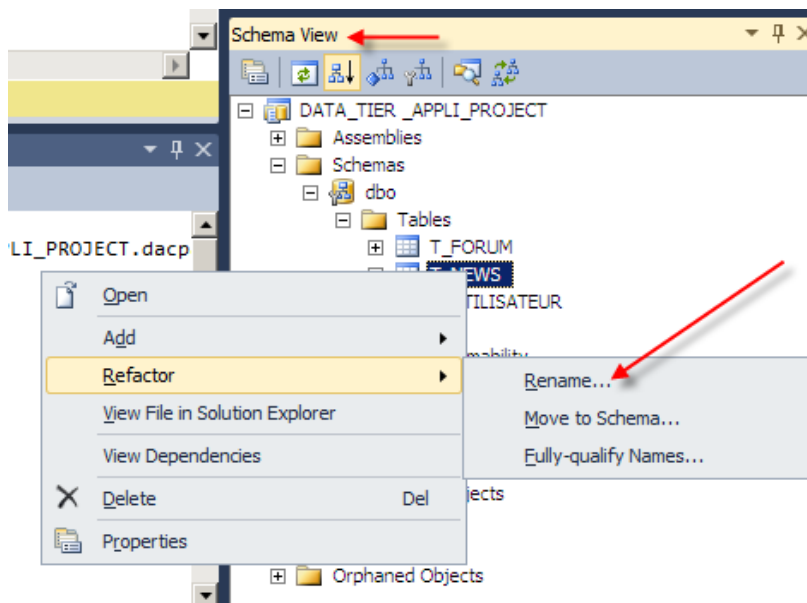 Schema View
DATA_TIER _APPLI_PROJECT
Assemblies
Schemas
dbo
Tables
T_FORUM
T_NEWS
TILISATEUR
LI_PROJECT.dacp
Open
Add
Refactor
View File in Solution Explorer
View Dependencies
Delete Del
Properties
mability
Rename...
Move to Schema...
Fully-qualify Names...
jects
Orphaned Objects